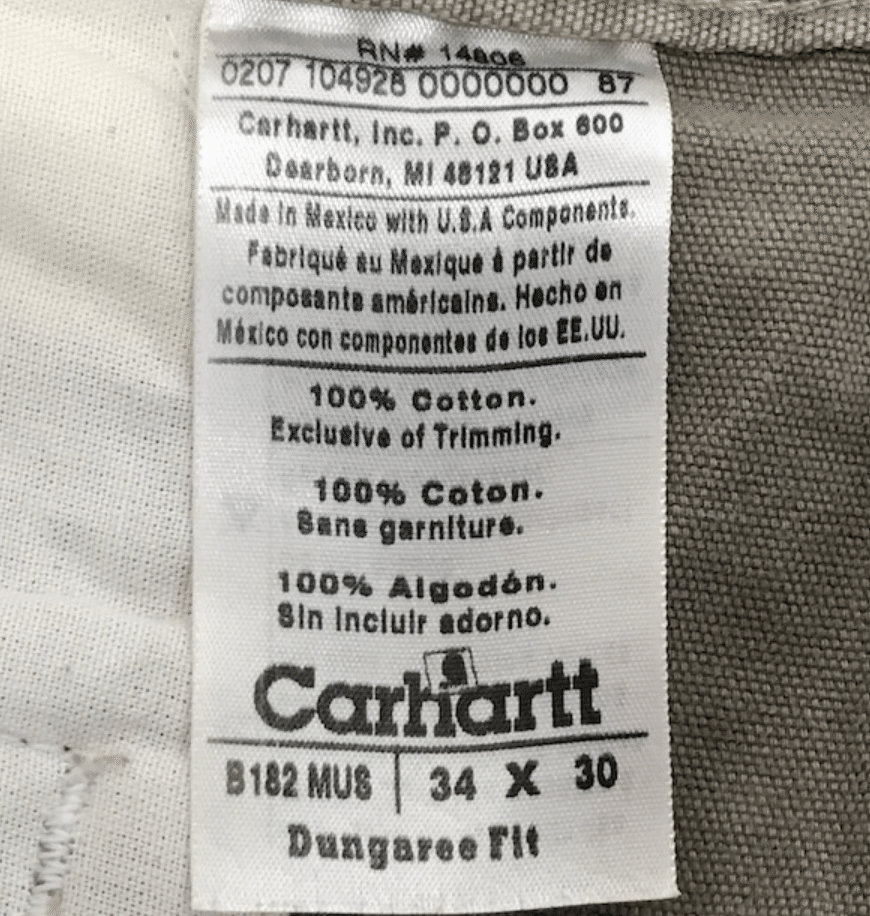 RN# 14806
0207 104928 0000000 87
Carhartt, Inc. P. O. Box 600
Dearborn, MI 48121 USA
Made in Mexico with U.S.A Components.
Fabriqué au Mexique à partir de
composants américains. Hecho en
México con componentes de los EE.UU.
100% Cotton.
Exclusive of Trimming.
100% Coton.
Sans garniture.
100% Algodón.
Sin incluir adorno.
Carhartt
B182 MUS | 34 X 30
Dungaree Fit